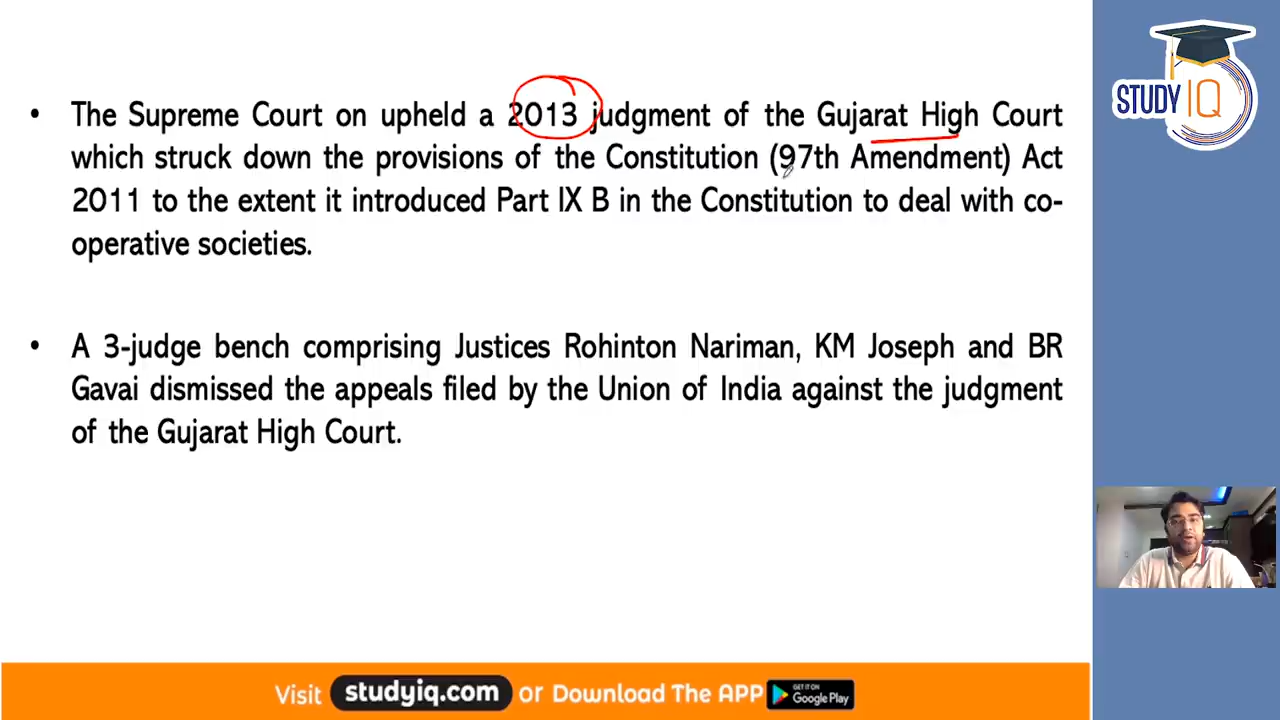 • The Supreme Court on upheld a 2013 judgment of the Gujarat High Court
which struck down the provisions of the Constitution (97th Amendment) Act
2011 to the extent it introduced Part IX B in the Constitution to deal with co-
operative societies.
• A 3-judge bench comprising Justices Rohinton Nariman, KM Joseph and BR
Gavai dismissed the appeals filed by the Union of India against the judgment
of the Gujarat High Court.
STUDY IQ
Visit studyiq.com or Download The APP GET IT ON Google Play